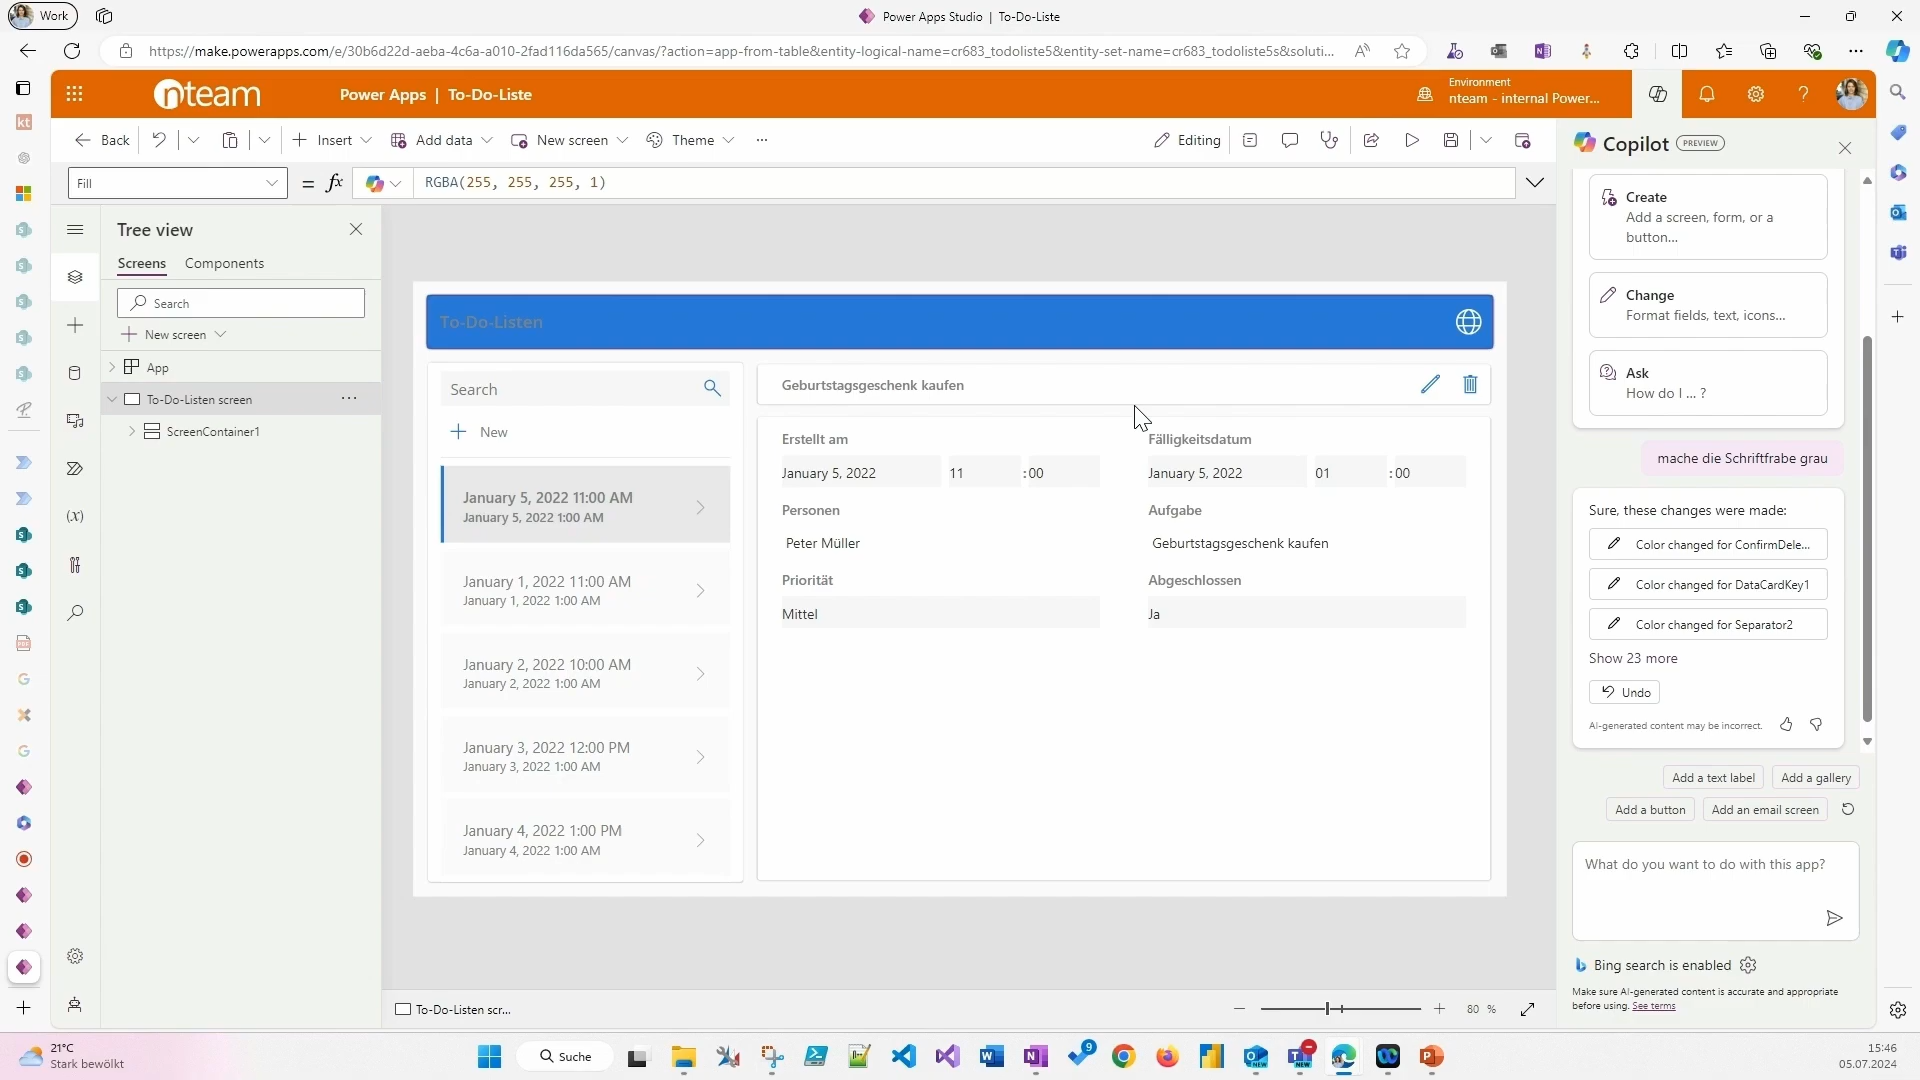 Work
Power Apps Studio | To-Do-Liste
https://make.powerapps.com/e/30b6d22d-aeba-4c6a-a010-2fad116da565/canvas/?action=app-from-table&entity-logical-name=cr683_todoliste5&entity-set-name=cr683_todoliste5s&soluti...
nteam
Power Apps | To-Do-Liste
Environment
nteam - internal Power...
Back
Insert
Add data
New screen
Theme
Editing
Copilot
PREVIEW
Fill
= fx
RGBA(255, 255, 255, 1)
Tree view
Screens
Components
Search
New screen
App
To-Do-Listen screen
ScreenContainer1
To-Do-Listen
Search
New
January 5, 2022 11:00 AM
January 5, 2022 1:00 AM
January 1, 2022 11:00 AM
January 1, 2022 1:00 AM
January 2, 2022 10:00 AM
January 2, 2022 1:00 AM
January 3, 2022 12:00 PM
January 3, 2022 1:00 AM
January 4, 2022 1:00 PM
January 4, 2022 1:00 AM
Geburtstagsgeschenk kaufen
Erstellt am
January 5, 2022 11 : 00
Fälligkeitsdatum
January 5, 2022 01 : 00
Personen
Peter Müller
Aufgabe
Geburtstagsgeschenk kaufen
Priorität
Mittel
Abgeschlossen
Ja
Create
Add a screen, form, or a
button...
Change
Format fields, text, icons...
Ask
How do I ... ?
mache die Schriftfrabe grau
Sure, these changes were made:
Color changed for ConfirmDele...
Color changed for DataCardKey1
Color changed for Separator2
Show 23 more
Undo
AI-generated content may be incorrect.
Add a text label
Add a gallery
Add a button
Add an email screen
What do you want to do with this app?
Bing search is enabled
Make sure AI-generated content is accurate and appropriate
before using. See terms
To-Do-Listen scr...
80 %
21°C
Stark bewölkt
Suche
9
15:46
05.07.2024